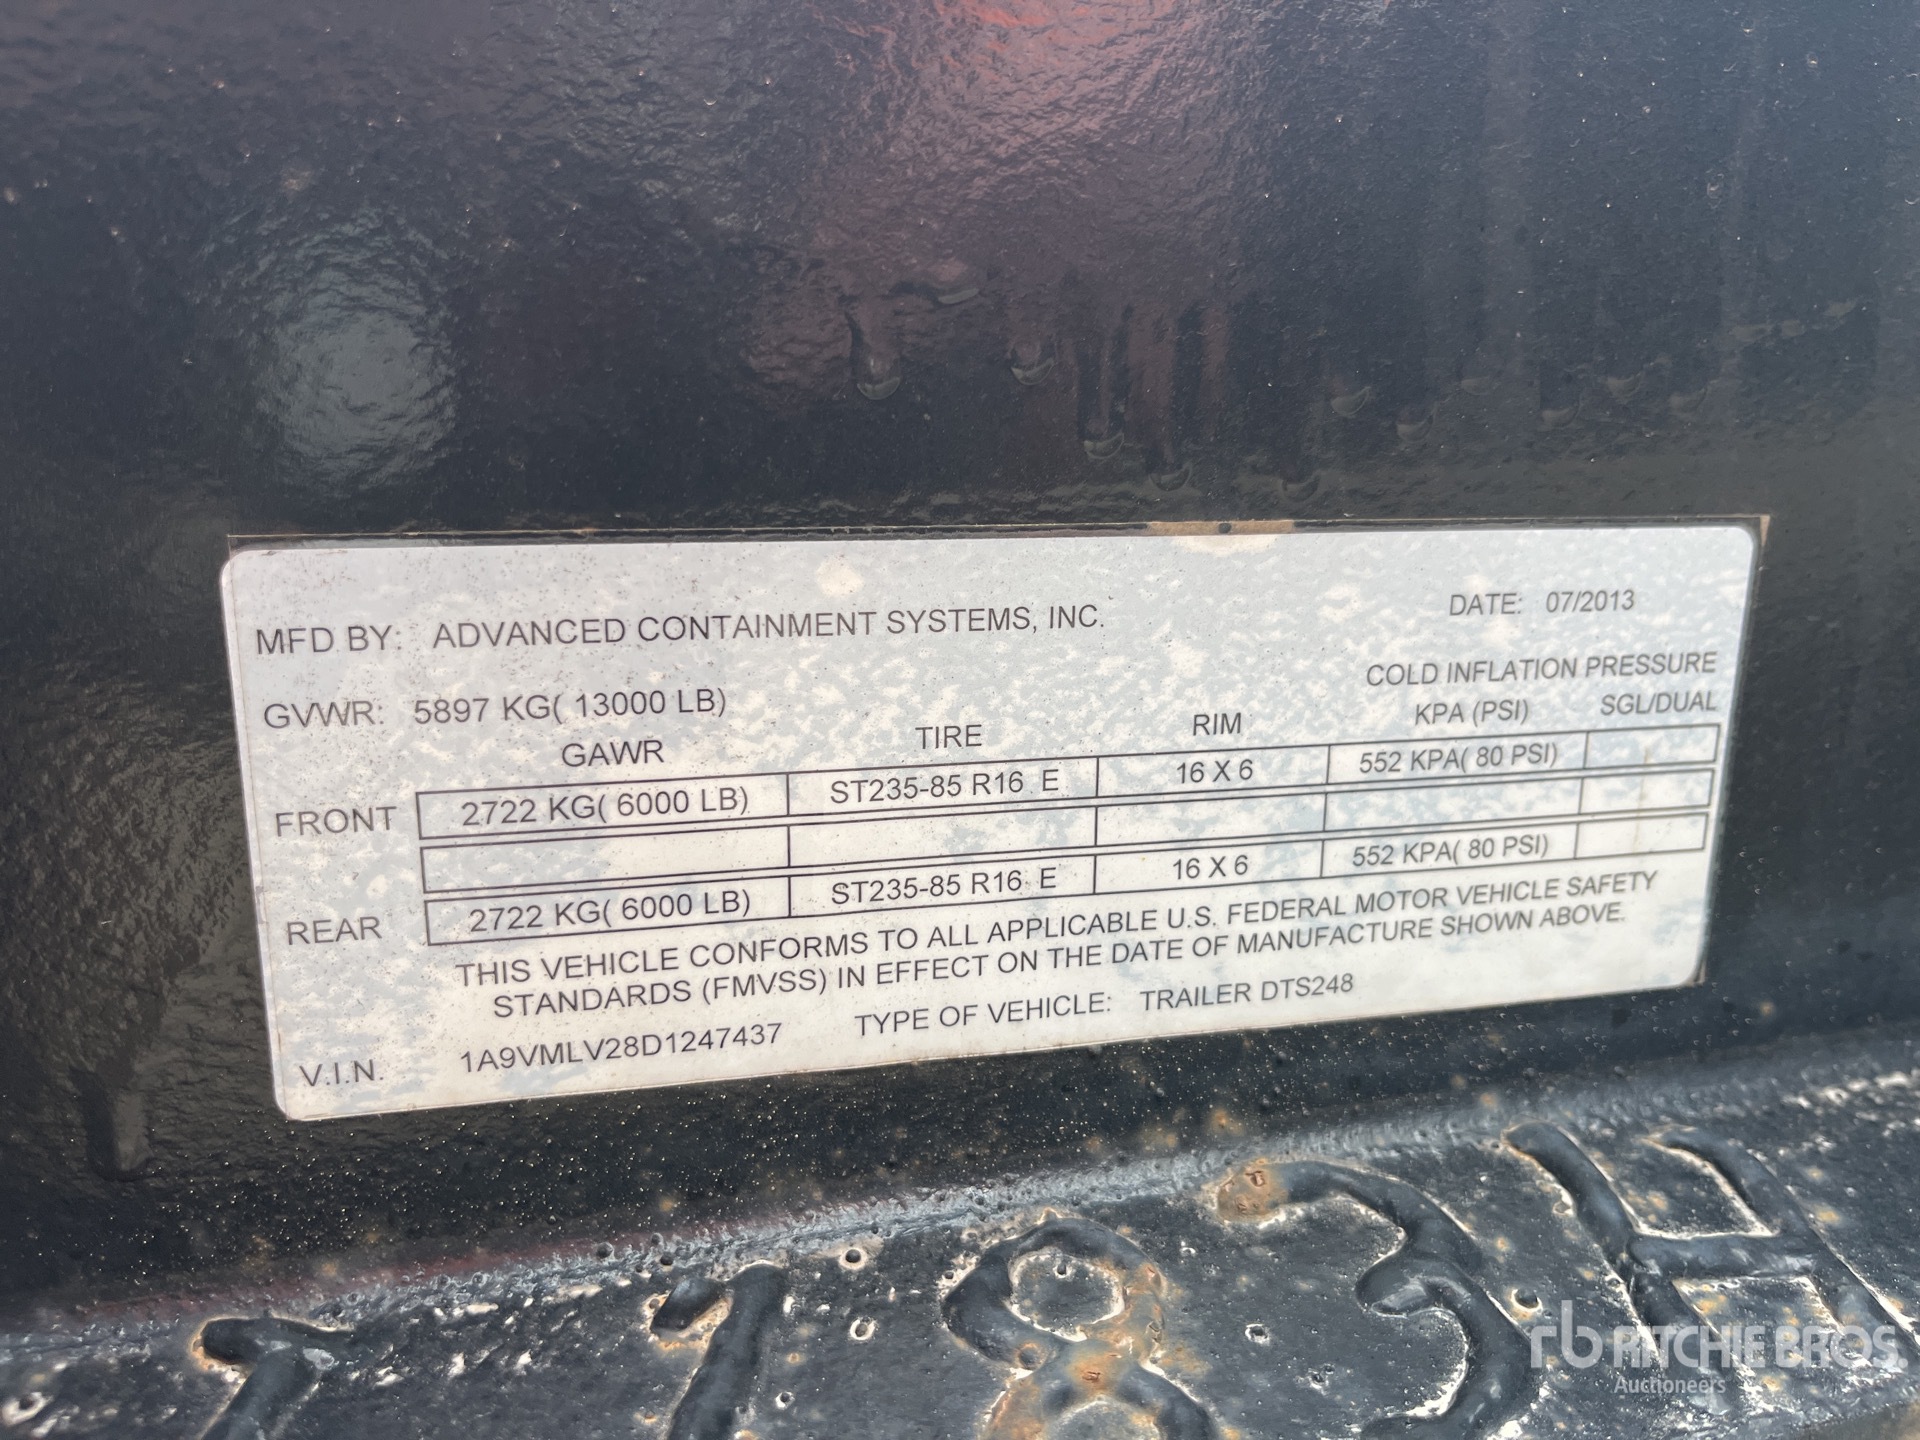 MFD BY: ADVANCED CONTAINMENT SYSTEMS, INC. DATE: 07/2013
GVWR: 5897 KG( 13000 LB) COLD INFLATION PRESSURE
GAWR TIRE RIM KPA (PSI) SGL/DUAL
FRONT 2722 KG( 6000 LB) ST235-85 R16 E 16 X 6 552 KPA( 80 PSI)
REAR 2722 KG( 6000 LB) ST235-85 R16 E 16 X 6 552 KPA( 80 PSI)
THIS VEHICLE CONFORMS TO ALL APPLICABLE U.S. FEDERAL MOTOR VEHICLE SAFETY
STANDARDS (FMVSS) IN EFFECT ON THE DATE OF MANUFACTURE SHOWN ABOVE.
V.I.N. 1A9VMLV28D1247437 TYPE OF VEHICLE: TRAILER DTS248
rb RITCHIE BROS.
Auctioneers